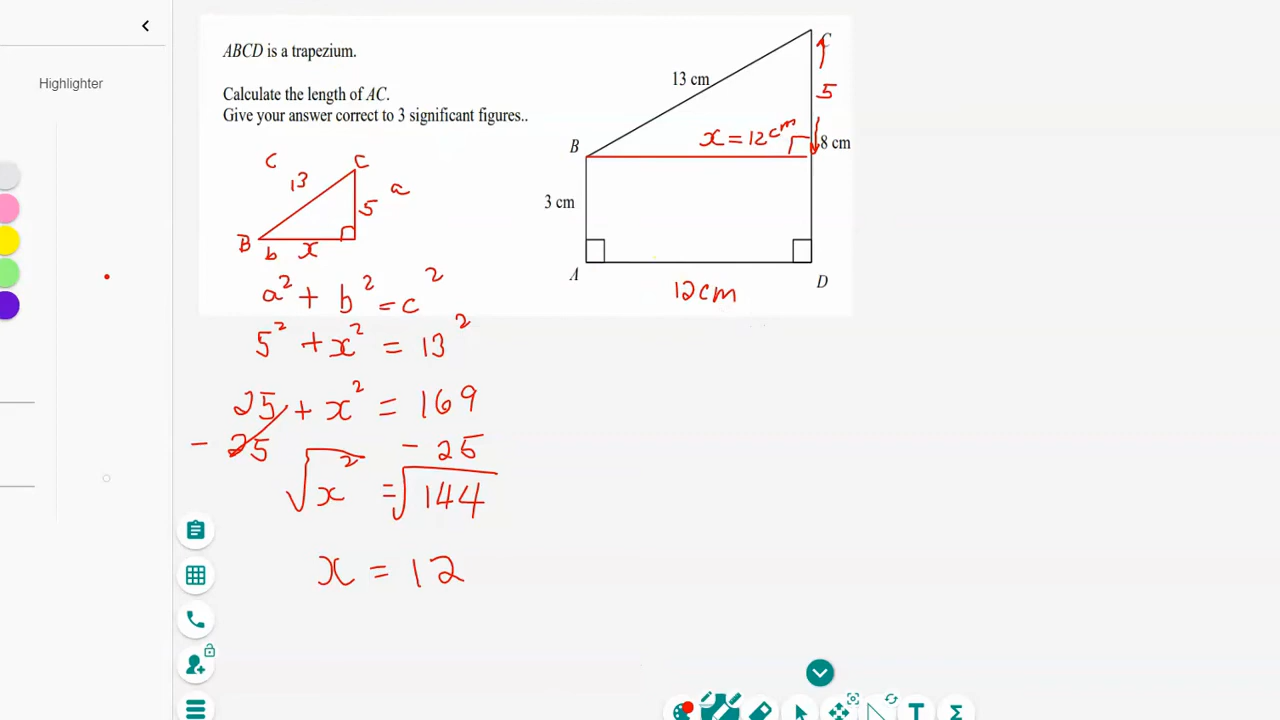 Highlighter
ABCD is a trapezium.
Calculate the length of AC.
Give your answer correct to 3 significant figures..
C
13 cm
5
x = 12cm
8 cm
B
3 cm
A
D
12cm
C
C
13
a
5
B
b
x
a² + b² = c²
5² + x² = 13²
25 + x² = 169
- 25 - 25
√x² = √144
x = 12
T
Σ